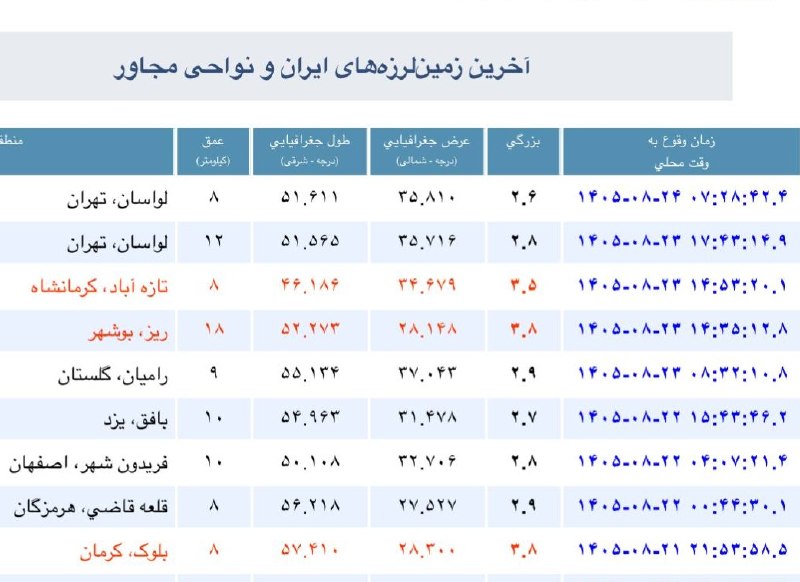 آخرین زمین‌لرزه‌های ایران و نواحی مجاور
زمان وقوع به وقت محلي بزرگي عرض جغرافيايي (درجه - شمالی) طول جغرافيايي (درجه - شرقی) عمق (کیلومتر)
۱۴۰۵-۰۸-۲۴ ۰۷:۲۸:۴۲.۴ ۲.۶ ۳۵.۸۱۰ ۵۱.۶۱۱ ۸ لواسان، تهران
۱۴۰۵-۰۸-۲۳ ۱۷:۴۳:۱۴.۹ ۲.۸ ۳۵.۷۱۶ ۵۱.۵۶۵ ۱۲ لواسان، تهران
۱۴۰۵-۰۸-۲۳ ۱۴:۵۳:۲۰.۱ ۳.۵ ۳۴.۶۷۹ ۴۶.۱۸۶ ۸ تازه آباد، کرمانشاه
۱۴۰۵-۰۸-۲۳ ۱۴:۳۵:۱۲.۸ ۳.۸ ۲۸.۱۴۸ ۵۲.۲۷۳ ۱۸ ریز، بوشهر
۱۴۰۵-۰۸-۲۳ ۰۸:۳۲:۱۰.۸ ۲.۹ ۳۷.۰۴۳ ۵۵.۱۳۴ ۹ رامیان، گلستان
۱۴۰۵-۰۸-۲۲ ۱۵:۴۳:۴۶.۲ ۲.۷ ۳۱.۴۷۸ ۵۴.۹۶۳ ۱۰ بافق، یزد
۱۴۰۵-۰۸-۲۲ ۰۴:۰۷:۲۱.۴ ۲.۸ ۳۲.۷۰۶ ۵۰.۱۰۸ ۱۰ فریدون شهر، اصفهان
۱۴۰۵-۰۸-۲۲ ۰۰:۴۴:۳۰.۱ ۲.۹ ۲۷.۵۲۷ ۵۶.۲۱۸ ۸ قلعه قاضي، هرمزگان
۱۴۰۵-۰۸-۲۱ ۲۱:۵۳:۵۸.۵ ۳.۸ ۲۸.۳۰۰ ۵۷.۴۱۰ ۸ بلوک، کرمان